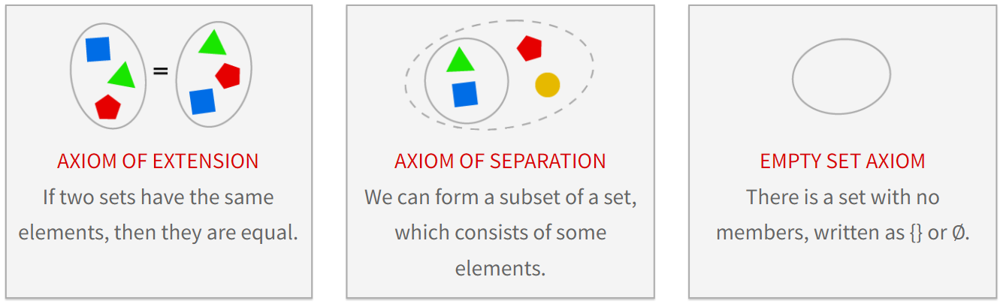 =
AXIOM OF EXTENSION
If two sets have the same
elements, then they are equal.
AXIOM OF SEPARATION
We can form a subset of a set,
which consists of some
elements.
EMPTY SET AXIOM
There is a set with no
members, written as {} or Ø.